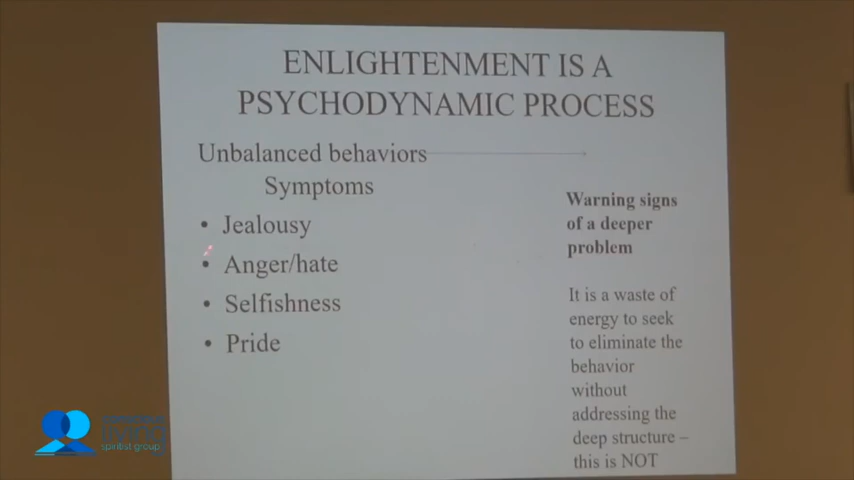 ENLIGHTENMENT IS A
PSYCHODYNAMIC PROCESS
Unbalanced behaviors
Symptoms
• Jealousy
• Anger/hate
• Selfishness
• Pride
Warning signs
of a deeper
problem
It is a waste of
energy to seek
to eliminate the
behavior
without
addressing the
deep structure –
this is NOT
living
spiritist group